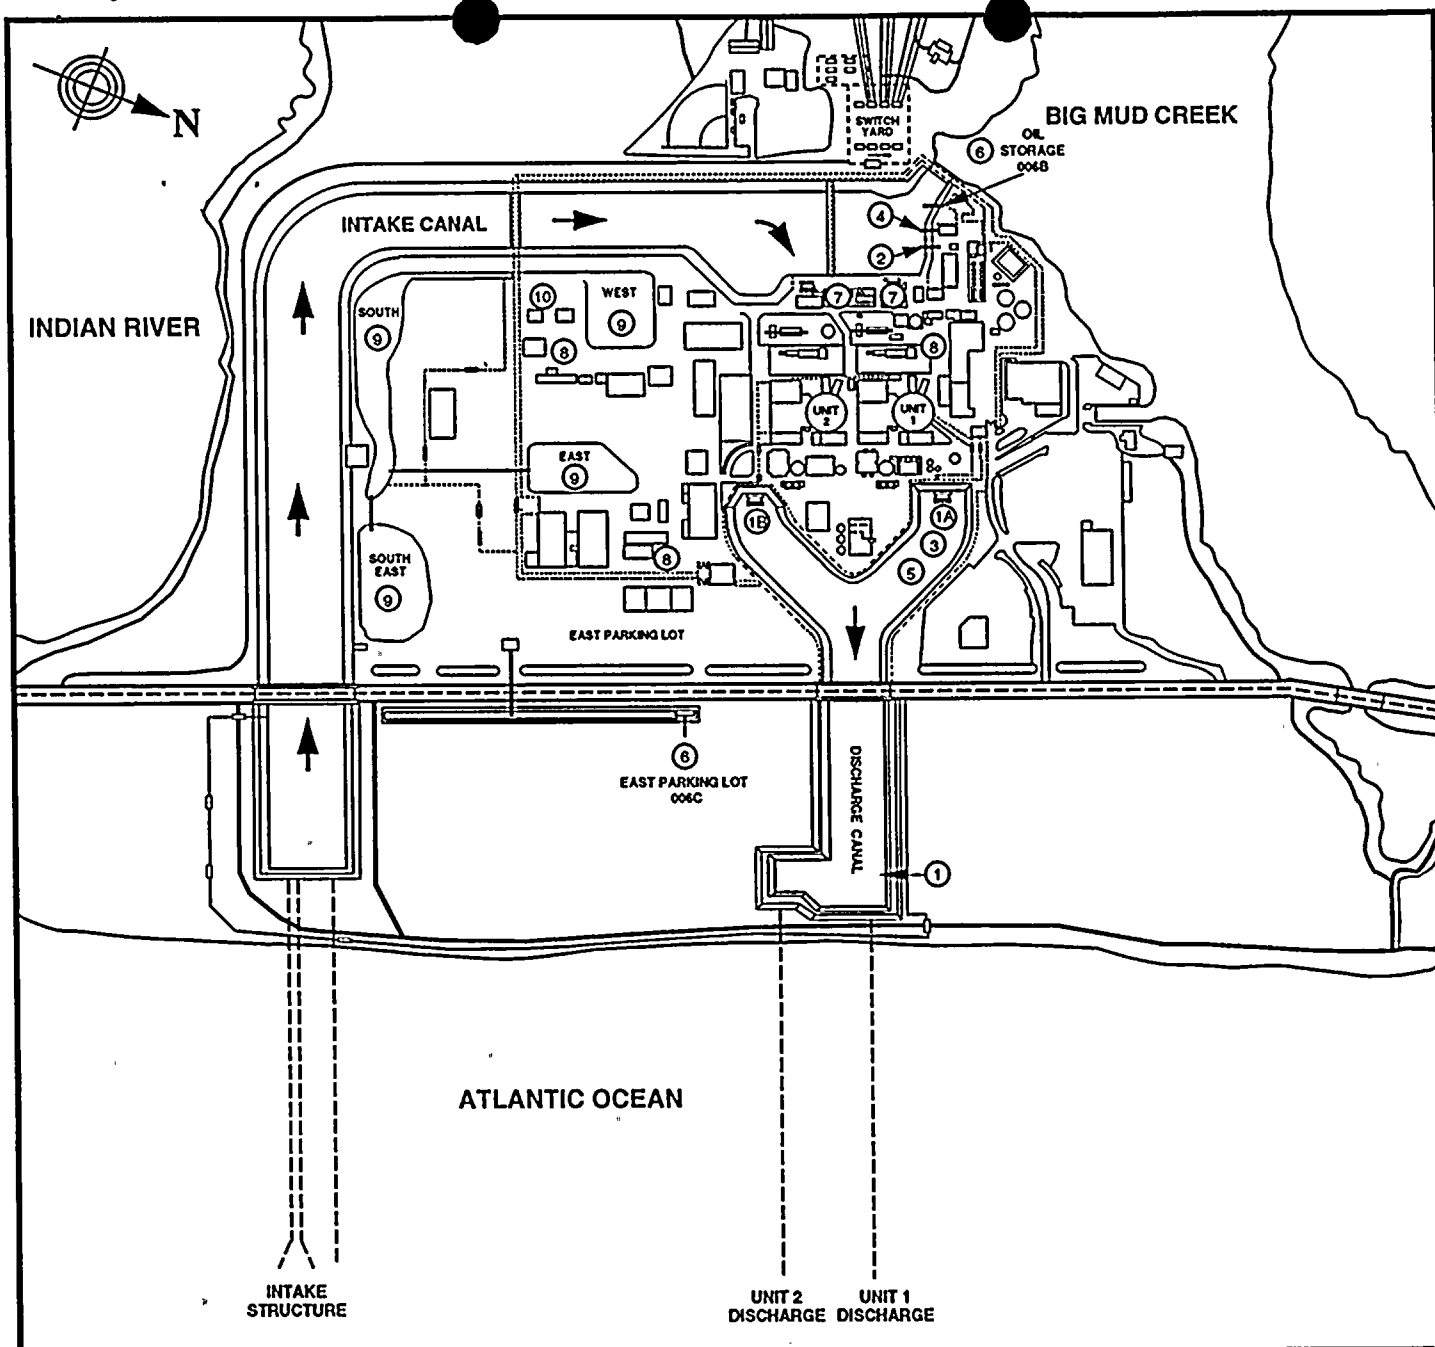 N
BIG MUD CREEK
SWITCH
YARD
6
OIL
STORAGE
006B
4
2
INTAKE CANAL
INDIAN RIVER
SOUTH
9
10
WEST
9
8
7
7
8
UNIT
2
UNIT
1
EAST
9
1B
1A
3
5
8
SOUTH
EAST
9
EAST PARKING LOT
6
EAST PARKING LOT
006C
DISCHARGE CANAL
1
ATLANTIC OCEAN
INTAKE
STRUCTURE
UNIT 2
DISCHARGE
UNIT 1
DISCHARGE